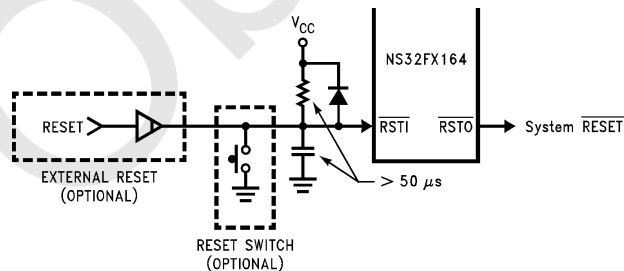 V_CC
NS32FX164
RESET
RSTI
RSTO
System RESET
> 50 μs
EXTERNAL RESET
(OPTIONAL)
RESET SWITCH
(OPTIONAL)